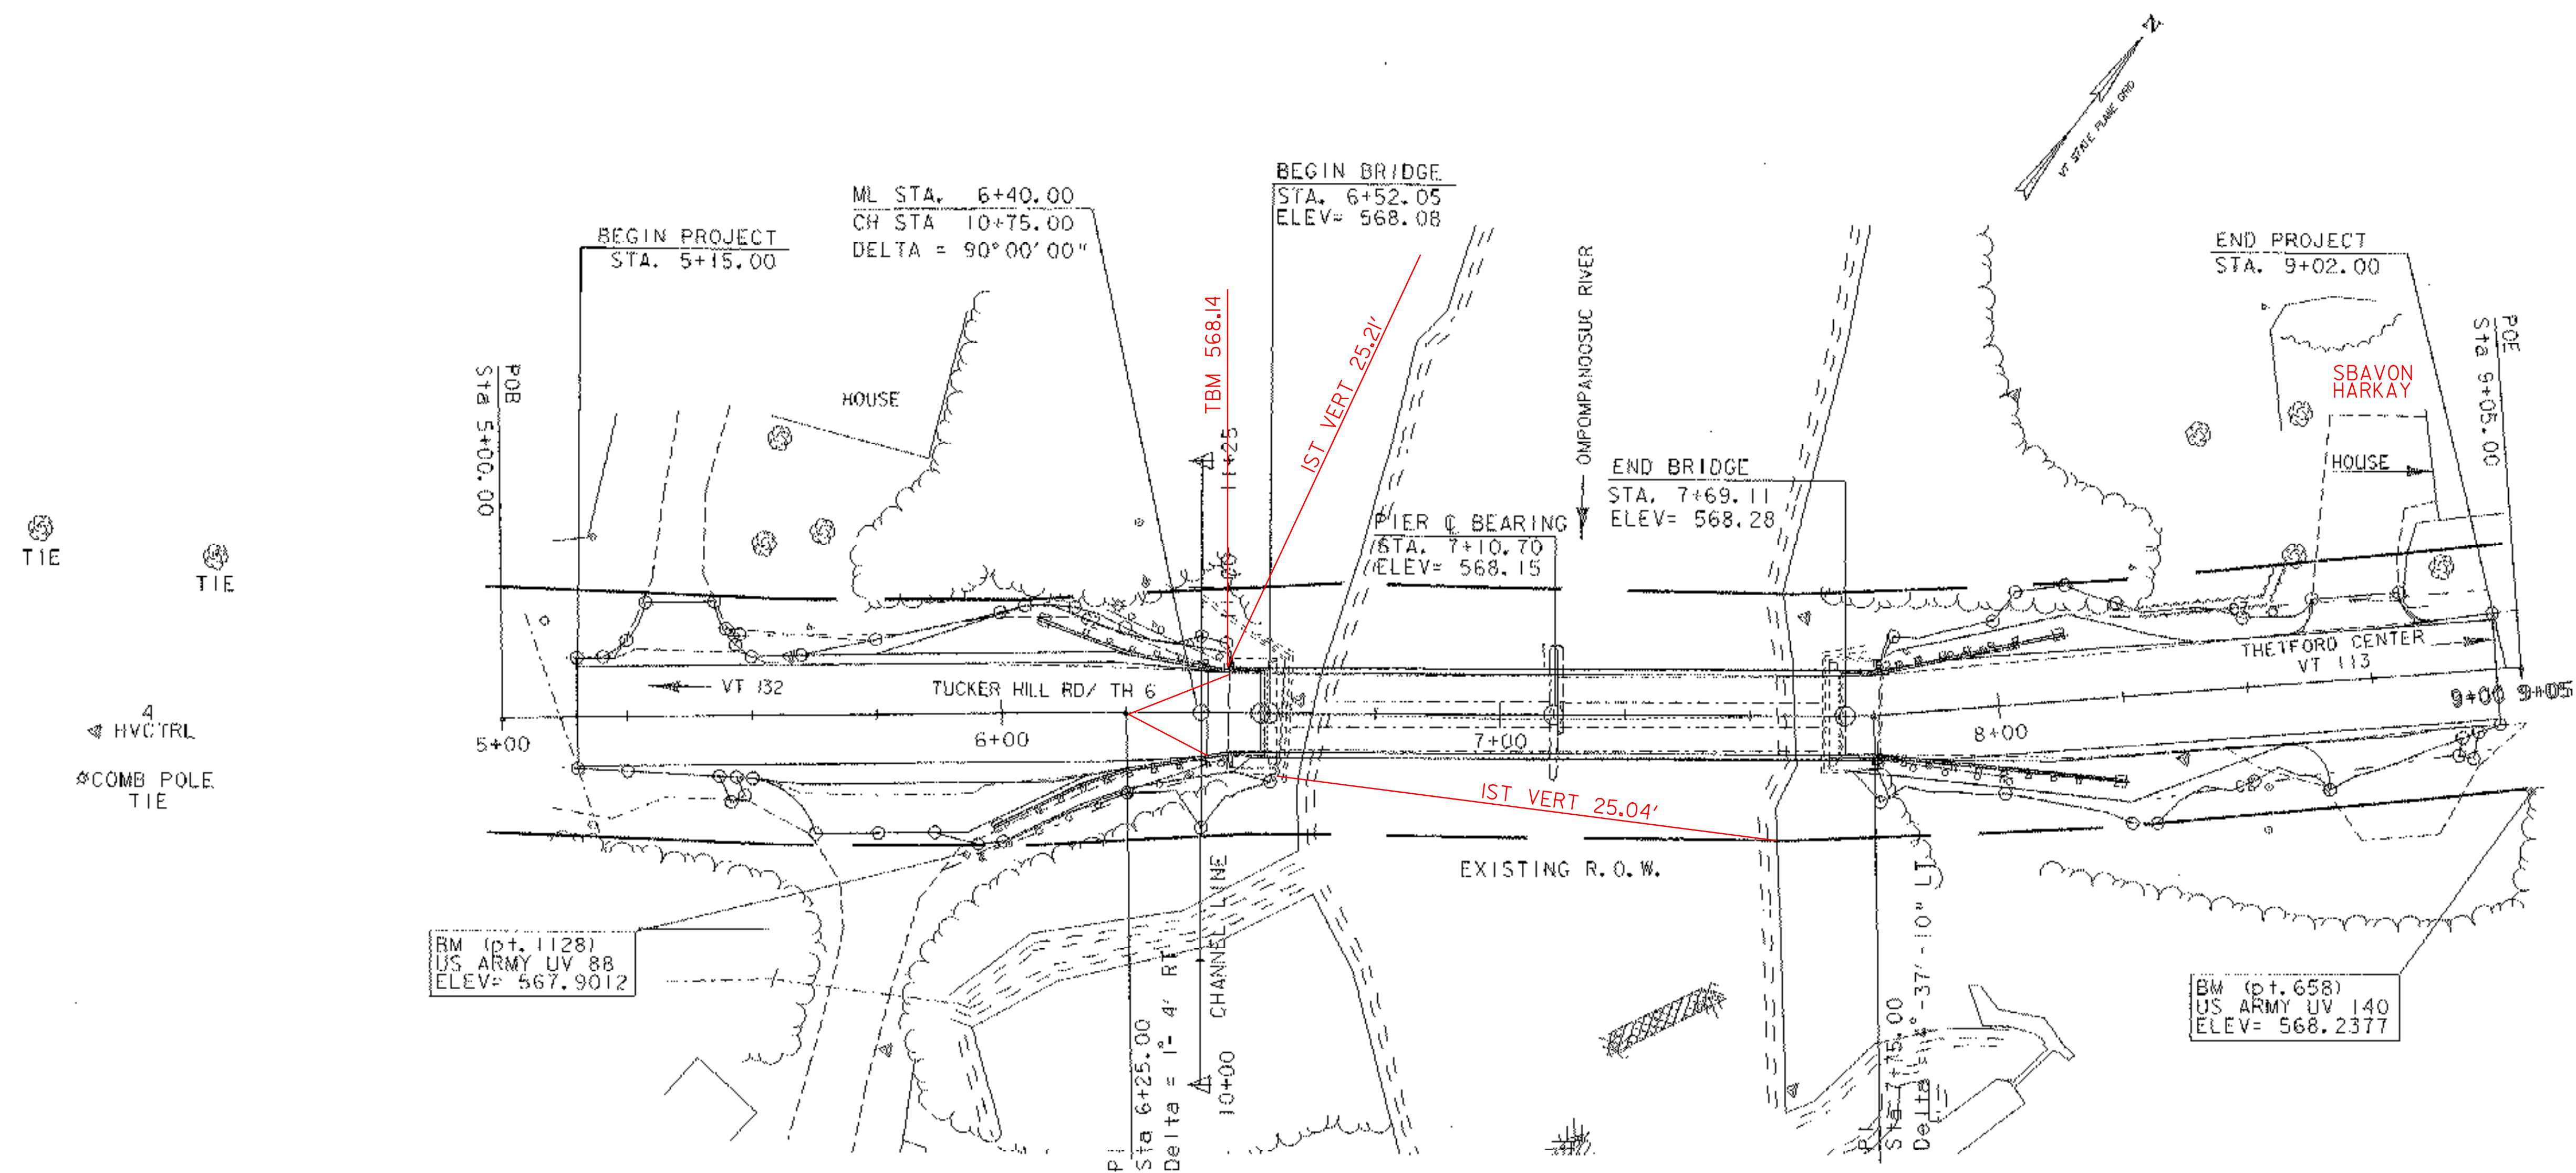 N
VT STATE PLANE GRID
BEGIN BRIDGE
STA. 6+52.05
ELEV= 568.08
ML STA. 6+40.00
CH STA 10+75.00
DELTA = 90°00'00"
BEGIN PROJECT
STA. 5+15.00
END PROJECT
STA. 9+02.00
OMPOMPANOOSUC RIVER
TBM 568.14
1ST VERT 25.21'
POB
Sta 5+00.00
POE
Sta 9+05.00
HOUSE
SBAVON
HARKAY
11+25
HOUSE
END BRIDGE
STA. 7+69.11
ELEV= 568.28
PIER ℄ BEARING
STA. 7+10.70
ELEV= 568.15
TIE
TIE
THETFORD CENTER
VT 113
VT 132
TUCKER HILL RD/ TH 6
4
HVCTRL
5+00
6+00
7+00
8+00
9+00
9+05
COMB POLE
TIE
1ST VERT 25.04'
EXISTING R.O.W.
CHANNEL LINE
10+00
BM (pt. 1128)
US ARMY UV 88
ELEV= 567.9012
BM (pt. 658)
US ARMY UV 140
ELEV= 568.2377
PI
Sta 6+25.00
Delta = 1°- 4' RT
PI
Sta 7+75.00
Delta = -37'-10" LT